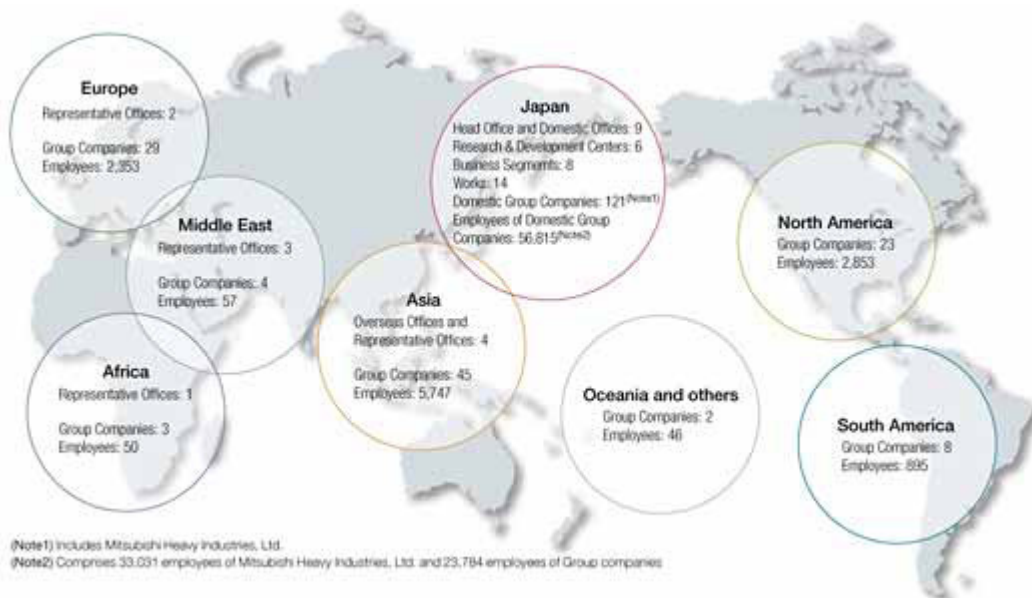 Europe
Representative Offices: 2
Group Companies: 29
Employees: 2,353
Middle East
Representative Offices: 3
Group Companies: 4
Employees: 57
Africa
Representative Offices: 1
Group Companies: 3
Employees: 50
Japan
Head Office and Domestic Offices: 9
Research & Development Centers: 6
Business Segments: 8
Works: 14
Domestic Group Companies: 121(Note1)
Employees of Domestic Group
Companies: 56,815(Note2)
Asia
Overseas Offices and
Representative Offices: 4
Group Companies: 45
Employees: 5,747
Oceania and others
Group Companies: 2
Employees: 46
North America
Group Companies: 23
Employees: 2,853
South America
Group Companies: 8
Employees: 895
(Note1) Includes Mitsubishi Heavy Industries, Ltd.
(Note2) Comprises 33,031 employees of Mitsubishi Heavy Industries, Ltd. and 23,784 employees of Group companies